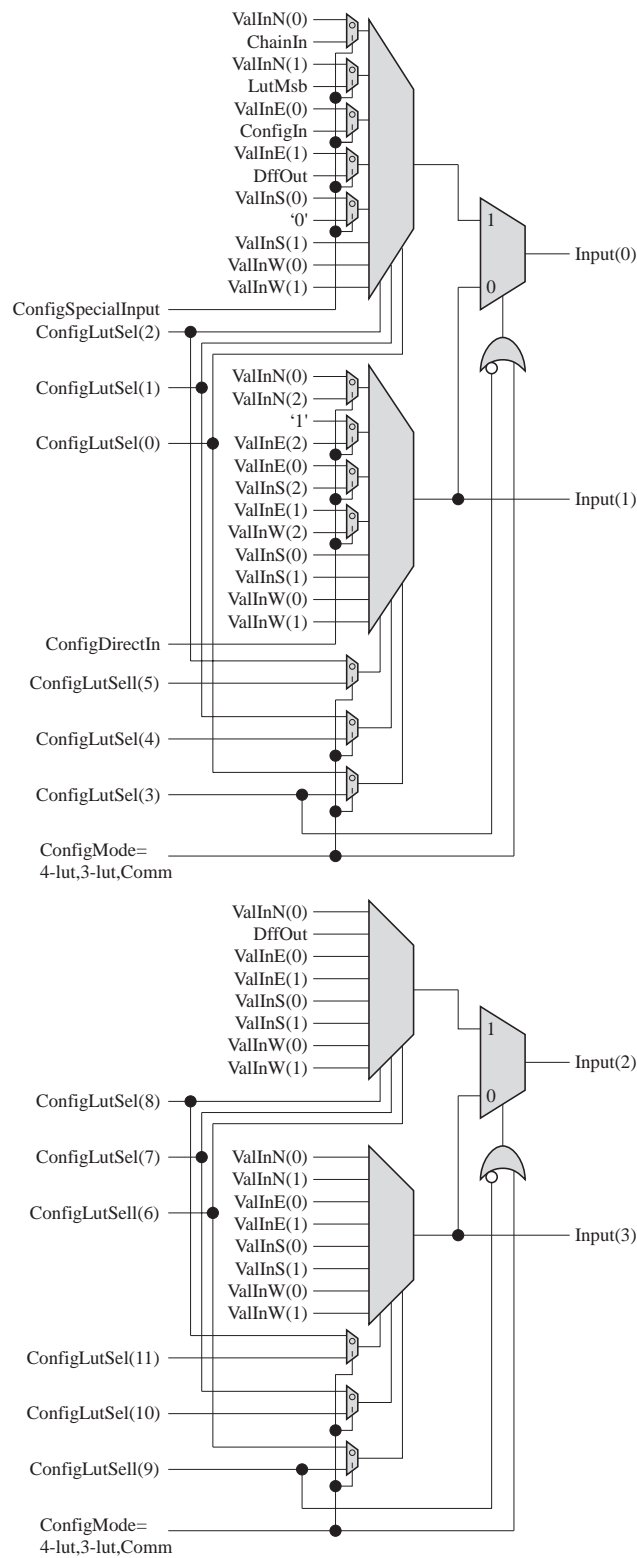 ValInN(0)
ChainIn
ValInN(1)
LutMsb
ValInE(0)
ConfigIn
ValInE(1)
DffOut
ValInS(0)
‘0'
ValInS(1)
ValInW(0)
ValInW(1)
ConfigSpecialInput
ConfigLutSel(2)
ConfigLutSel(1)
ConfigLutSel(0)
1
0
Input(0)
ValInN(0)
ValInN(2)
‘1'
ValInE(2)
ValInE(0)
ValInS(2)
ValInE(1)
ValInW(2)
ValInS(0)
ValInS(1)
ValInW(0)
ValInW(1)
Input(1)
ConfigDirectIn
ConfigLutSell(5)
ConfigLutSel(4)
ConfigLutSel(3)
ConfigMode=
4-lut,3-lut,Comm
ValInN(0)
DffOut
ValInE(0)
ValInE(1)
ValInS(0)
ValInS(1)
ValInW(0)
ValInW(1)
1
0
Input(2)
ConfigLutSel(8)
ConfigLutSel(7)
ConfigLutSell(6)
ValInN(0)
ValInN(1)
ValInE(0)
ValInE(1)
ValInS(0)
ValInS(1)
ValInW(0)
ValInW(1)
Input(3)
ConfigLutSel(11)
ConfigLutSel(10)
ConfigLutSell(9)
ConfigMode=
4-lut,3-lut,Comm